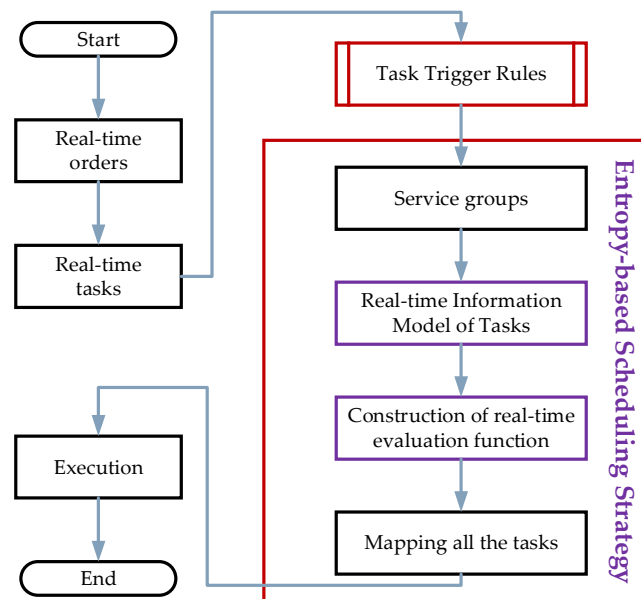 Start
Real-time
orders
Real-time
tasks
Task Trigger Rules
Service groups
Real-time Information
Model of Tasks
Construction of real-time
evaluation function
Mapping all the tasks
Execution
End
Entropy-based Scheduling Strategy